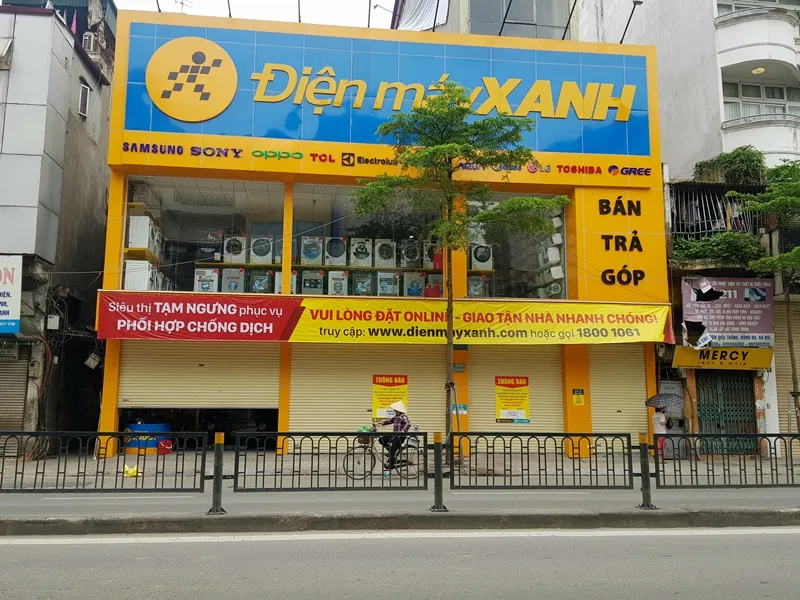 Điện máyXANH
SAMSUNG SONY oppo TCL Electrolux AQUA LG TOSHIBA GREE
BÁN
TRẢ
GÓP
Siêu thị TẠM NGƯNG phục vụ
PHỐI HỢP CHỐNG DỊCH
VUI LÒNG ĐẶT ONLINE - GIAO TẬN NHÀ NHANH CHÓNG!
truy cập: www.dienmayxanh.com hoặc gọi 1800 1061
THÔNG BÁO
THÔNG BÁO
MERCY